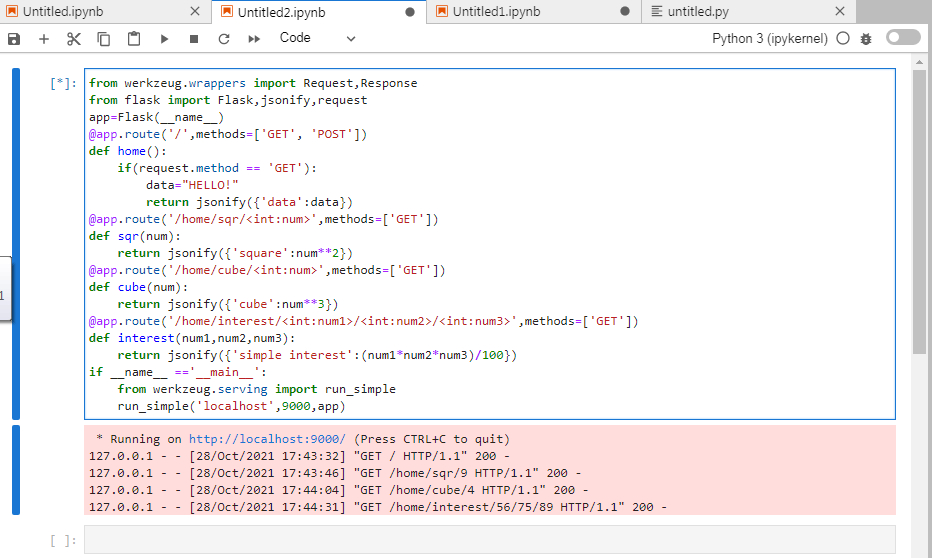 Untitled.ipynb
Untitled2.ipynb
Untitled1.ipynb
untitled.py
Code
Python 3 (ipykernel)
[*]:
from werkzeug.wrappers import Request,Response
from flask import Flask,jsonify,request
app=Flask(__name__)
@app.route('/',methods=['GET', 'POST'])
def home():
    if(request.method == 'GET'):
        data="HELLO!"
        return jsonify({'data':data})
@app.route('/home/sqr/<int:num>',methods=['GET'])
def sqr(num):
    return jsonify({'square':num**2})
@app.route('/home/cube/<int:num>',methods=['GET'])
def cube(num):
    return jsonify({'cube':num**3})
@app.route('/home/interest/<int:num1>/<int:num2>/<int:num3>',methods=['GET'])
def interest(num1,num2,num3):
    return jsonify({'simple interest':(num1*num2*num3)/100})
if __name__ =='__main__':
    from werkzeug.serving import run_simple
    run_simple('localhost',9000,app)
1
 * Running on http://localhost:9000/ (Press CTRL+C to quit)
127.0.0.1 - - [28/Oct/2021 17:43:32] "GET / HTTP/1.1" 200 -
127.0.0.1 - - [28/Oct/2021 17:43:46] "GET /home/sqr/9 HTTP/1.1" 200 -
127.0.0.1 - - [28/Oct/2021 17:44:04] "GET /home/cube/4 HTTP/1.1" 200 -
127.0.0.1 - - [28/Oct/2021 17:44:31] "GET /home/interest/56/75/89 HTTP/1.1" 200 -
[ ]: